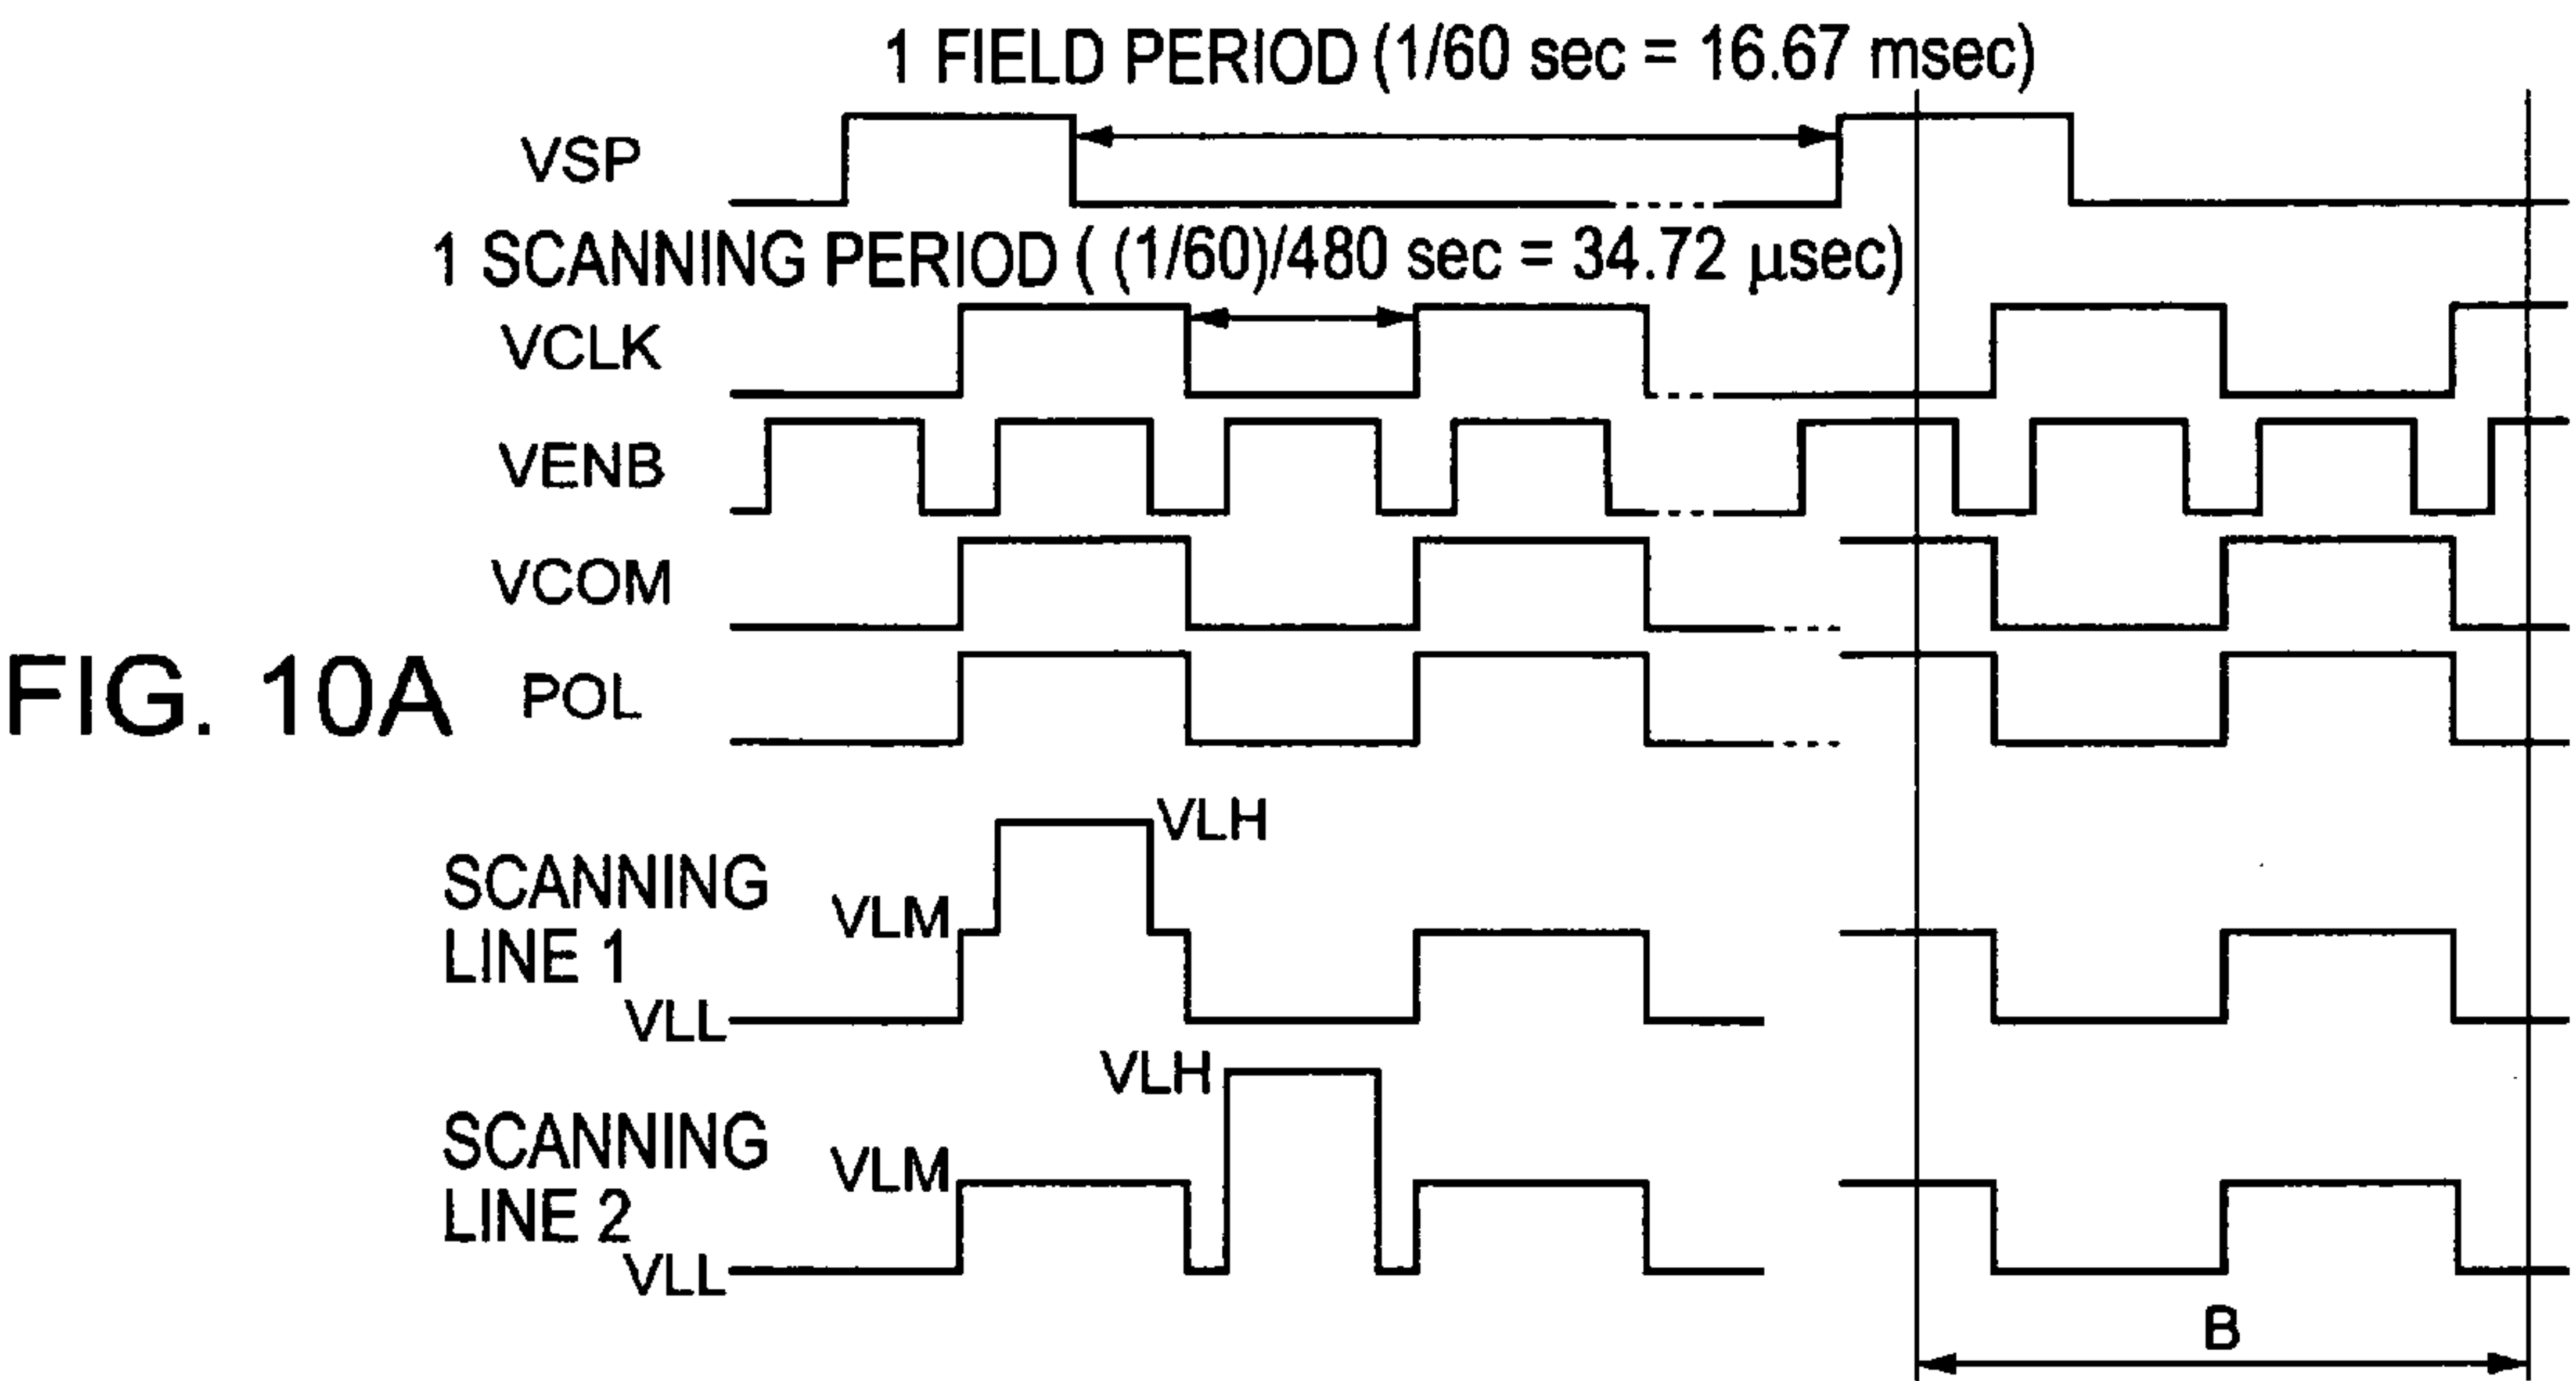 1 FIELD PERIOD (1/60 sec = 16.67 msec)
VSP
1 SCANNING PERIOD ( (1/60)/480 sec = 34.72 µsec)
VCLK
VENB
VCOM
FIG. 10A
POL
VLH
SCANNING
LINE 1
VLM
VLL
VLH
SCANNING
LINE 2
VLM
VLL
B